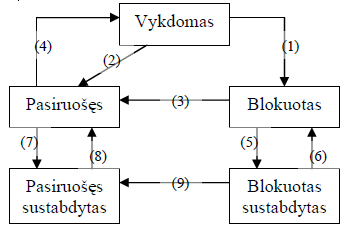 Vykdomas
(4)
(1)
(2)
Pasiruošęs
(3)
Blokuotas
(7)
(8)
(5)
(6)
Pasiruošęs
sustabdytas
(9)
Blokuotas
sustabdytas